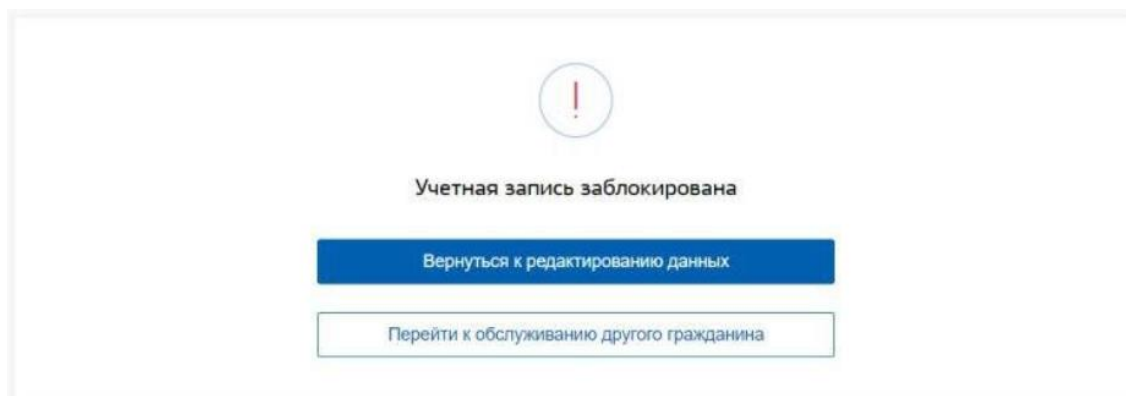 Учетная запись заблокирована
Вернуться к редактированию данных
Перейти к обслуживанию другого гражданина